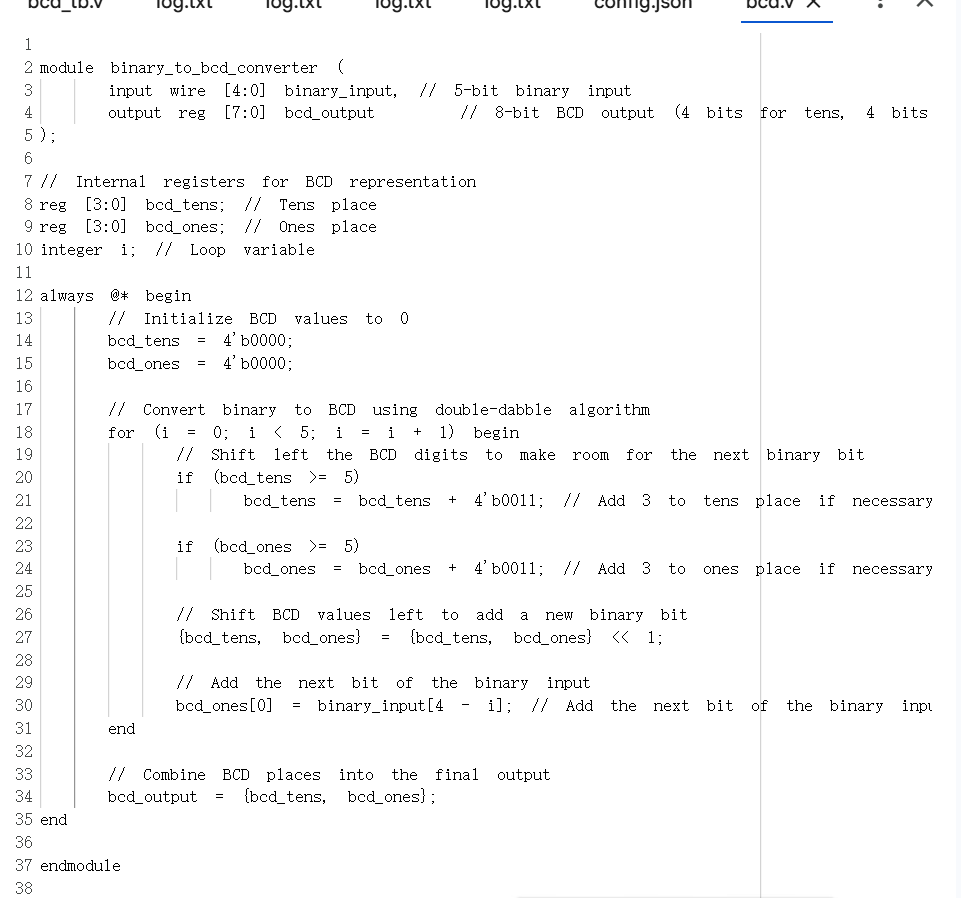 bcd_tb.v log.txt log.txt log.txt log.txt config.json bcd.v
1
2 module binary_to_bcd_converter (
3 input wire [4:0] binary_input, // 5-bit binary input
4 output reg [7:0] bcd_output // 8-bit BCD output (4 bits for tens, 4 bits
5 );
6
7 // Internal registers for BCD representation
8 reg [3:0] bcd_tens; // Tens place
9 reg [3:0] bcd_ones; // Ones place
10 integer i; // Loop variable
11
12 always @* begin
13 // Initialize BCD values to 0
14 bcd_tens = 4'b0000;
15 bcd_ones = 4'b0000;
16
17 // Convert binary to BCD using double-dabble algorithm
18 for (i = 0; i < 5; i = i + 1) begin
19 // Shift left the BCD digits to make room for the next binary bit
20 if (bcd_tens >= 5)
21 bcd_tens = bcd_tens + 4'b0011; // Add 3 to tens place if necessary
22
23 if (bcd_ones >= 5)
24 bcd_ones = bcd_ones + 4'b0011; // Add 3 to ones place if necessary
25
26 // Shift BCD values left to add a new binary bit
27 {bcd_tens, bcd_ones} = {bcd_tens, bcd_ones} << 1;
28
29 // Add the next bit of the binary input
30 bcd_ones[0] = binary_input[4 - i]; // Add the next bit of the binary inpu
31 end
32
33 // Combine BCD places into the final output
34 bcd_output = {bcd_tens, bcd_ones};
35 end
36
37 endmodule
38